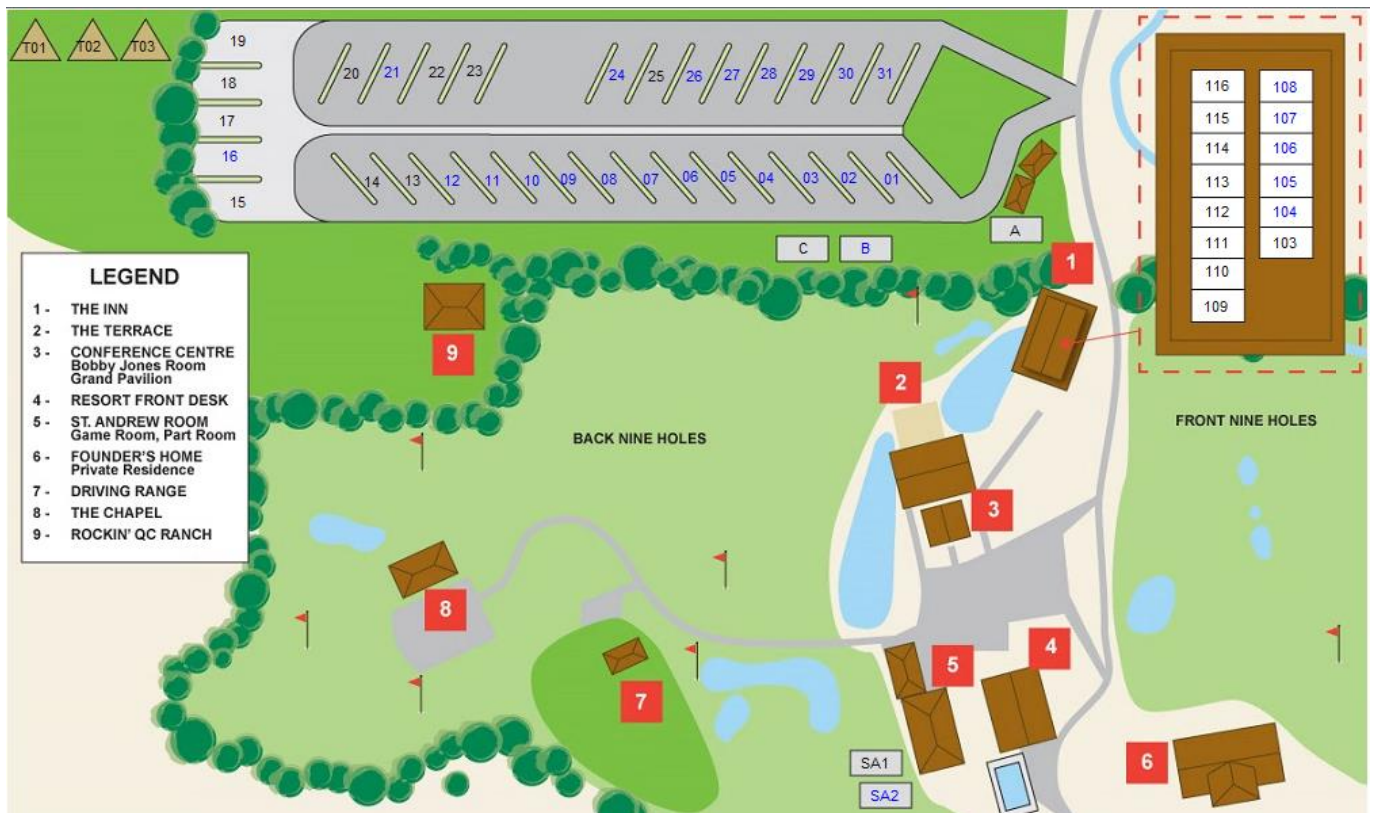 T01 T02 T03
19
18
17
16
15
20 21 22 23 24 25 26 27 28 29 30 31
14 13 12 11 10 09 08 07 06 05 04 03 02 01
C B A
116 108
115 107
114 106
113 105
112 104
111 103
110
109
LEGEND
1 - THE INN
2 - THE TERRACE
3 - CONFERENCE CENTRE
Bobby Jones Room
Grand Pavilion
4 - RESORT FRONT DESK
5 - ST. ANDREW ROOM
Game Room, Part Room
6 - FOUNDER'S HOME
Private Residence
7 - DRIVING RANGE
8 - THE CHAPEL
9 - ROCKIN' QC RANCH
1
9
2
BACK NINE HOLES
FRONT NINE HOLES
3
8
4
5
7
6
SA1
SA2